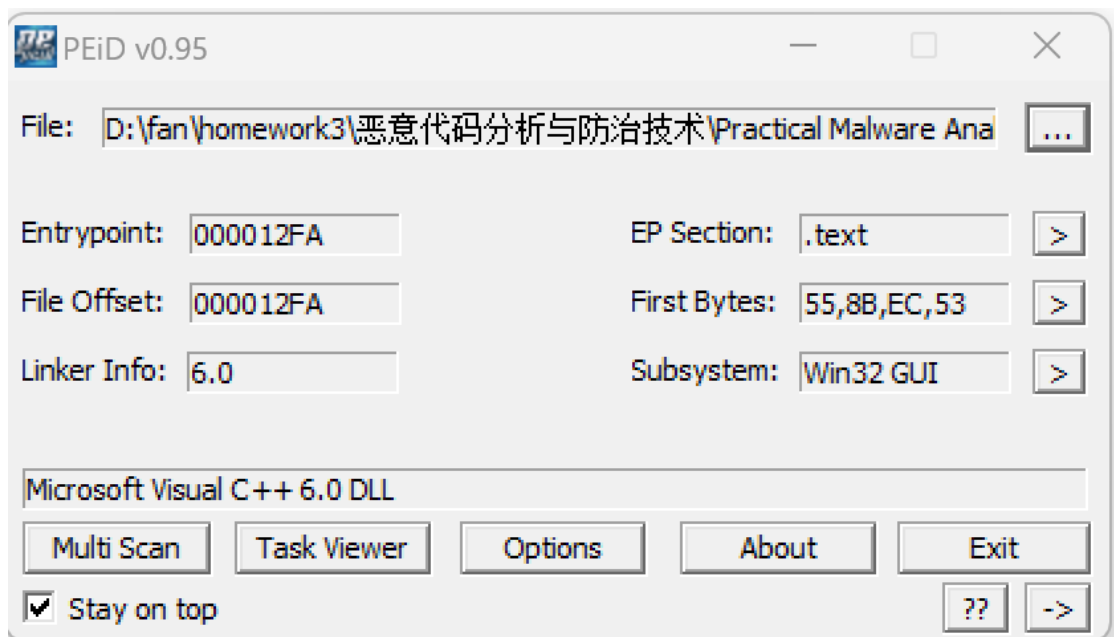 PEiD v0.95
File: D:\fan\homework3\恶意代码分析与防治技术\Practical Malware Anal ...
Entrypoint: 000012FA EP Section: .text >
File Offset: 000012FA First Bytes: 55,8B,EC,53 >
Linker Info: 6.0 Subsystem: Win32 GUI >
Microsoft Visual C++ 6.0 DLL
Multi Scan Task Viewer Options About Exit
Stay on top ?? ->